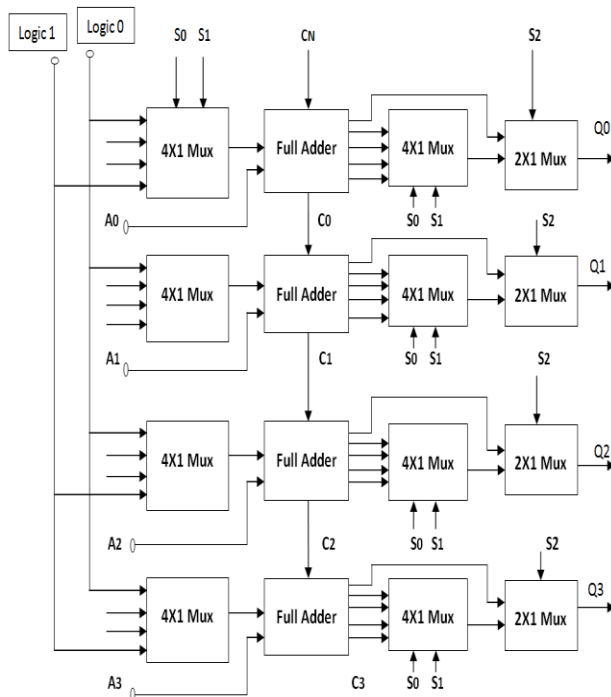 Logic 1 Logic 0
S0 S1 CN S2
4X1 Mux Full Adder 4X1 Mux 2X1 Mux Q0
A0 C0 S0 S1 S2
4X1 Mux Full Adder 4X1 Mux 2X1 Mux Q1
A1 C1 S0 S1 S2
4X1 Mux Full Adder 4X1 Mux 2X1 Mux Q2
A2 C2 S0 S1 S2
4X1 Mux Full Adder 4X1 Mux 2X1 Mux Q3
A3 C3 S0 S1